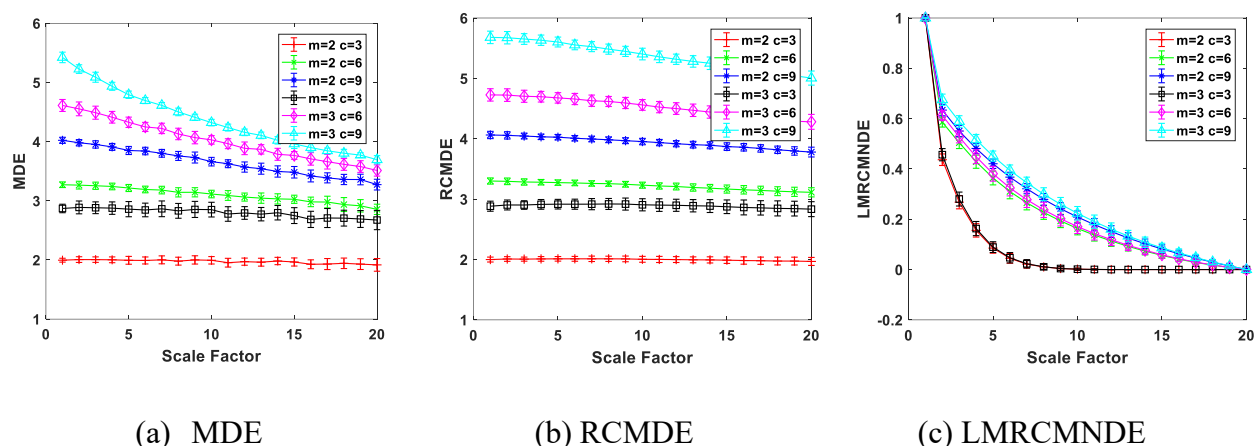 6
5
4
3
2
1
MDE
0
5
10
15
20
Scale Factor
m=2 c=3
m=2 c=6
m=2 c=9
m=3 c=3
m=3 c=6
m=3 c=9
(a) MDE
6
5
4
3
2
1
RCMDE
0
5
10
15
20
Scale Factor
m=2 c=3
m=2 c=6
m=2 c=9
m=3 c=3
m=3 c=6
m=3 c=9
(b) RCMDE
1
0.8
0.6
0.4
0.2
0
-0.2
LMRCMNDE
0
5
10
15
20
Scale Factor
m=2 c=3
m=2 c=6
m=2 c=9
m=3 c=3
m=3 c=6
m=3 c=9
(c) LMRCMNDE